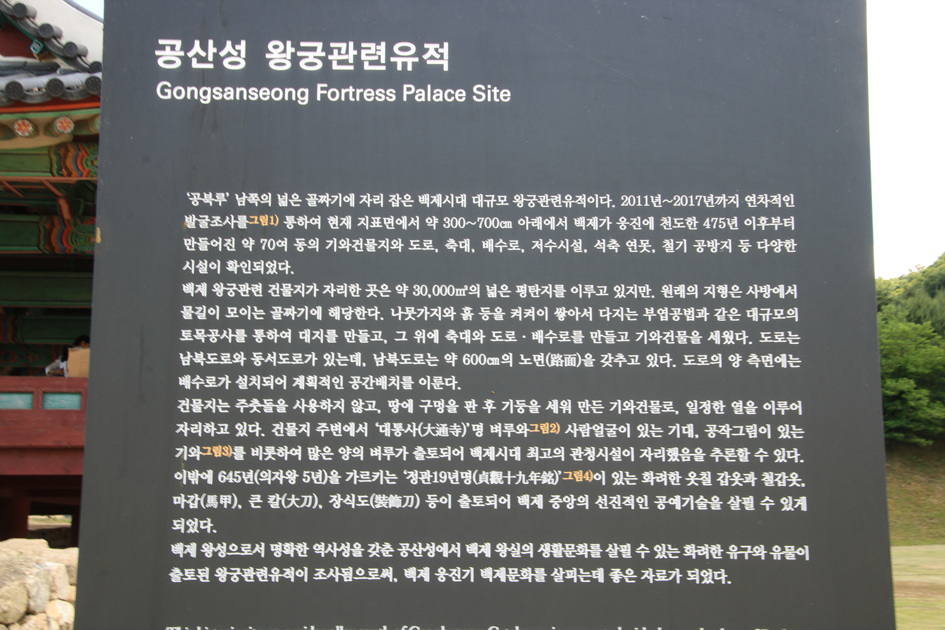 공산성 왕궁관련유적
Gongsanseong Fortress Palace Site
‘공북루’ 남쪽의 넓은 골짜기에 자리 잡은 백제시대 대규모 왕궁관련유적이다. 2011년~2017년까지 연차적인
발굴조사를그림1) 통하여 현재 지표면에서 약 300~700㎝ 아래에서 백제가 웅진에 천도한 475년 이후부터
만들어진 약 70여 동의 기와건물지와 도로, 축대, 배수로, 저수시설, 석축 연못, 철기 공방지 등 다양한
시설이 확인되었다.
백제 왕궁관련 건물지가 자리한 곳은 약 30,000㎡의 넓은 평탄지를 이루고 있지만. 원래의 지형은 사방에서
물길이 모이는 골짜기에 해당한다. 나뭇가지와 흙 등을 켜켜이 쌓아서 다지는 부엽공법과 같은 대규모의
토목공사를 통하여 대지를 만들고, 그 위에 축대와 도로·배수로를 만들고 기와건물을 세웠다. 도로는
남북도로와 동서도로가 있는데, 남북도로는 약 600㎝의 노면(路面)을 갖추고 있다. 도로의 양 측면에는
배수로가 설치되어 계획적인 공간배치를 이룬다.
건물지는 주춧돌을 사용하지 않고, 땅에 구멍을 판 후 기둥을 세워 만든 기와건물로, 일정한 열을 이루어
자리하고 있다. 건물지 주변에서 ‘대통사(大通寺)’명 벼루와그림2) 사람얼굴이 있는 기대, 공작그림이 있는
기와그림3)를 비롯하여 많은 양의 벼루가 출토되어 백제시대 최고의 관청시설이 자리했음을 추론할 수 있다.
이밖에 645년(의자왕 5년)을 가르키는 ‘정관19년명(貞觀十九年銘)’그림4)이 있는 화려한 옻칠 갑옷과 철갑옷,
마갑(馬甲), 큰 칼(大刀), 장식도(裝飾刀) 등이 출토되어 백제 중앙의 선진적인 공예기술을 살필 수 있게
되었다.
백제 왕성으로서 명확한 역사성을 갖춘 공산성에서 백제 왕실의 생활문화를 살필 수 있는 화려한 유구와 유물이
출토된 왕궁관련유적이 조사됨으로써, 백제 웅진기 백제문화를 살피는데 좋은 자료가 되었다.